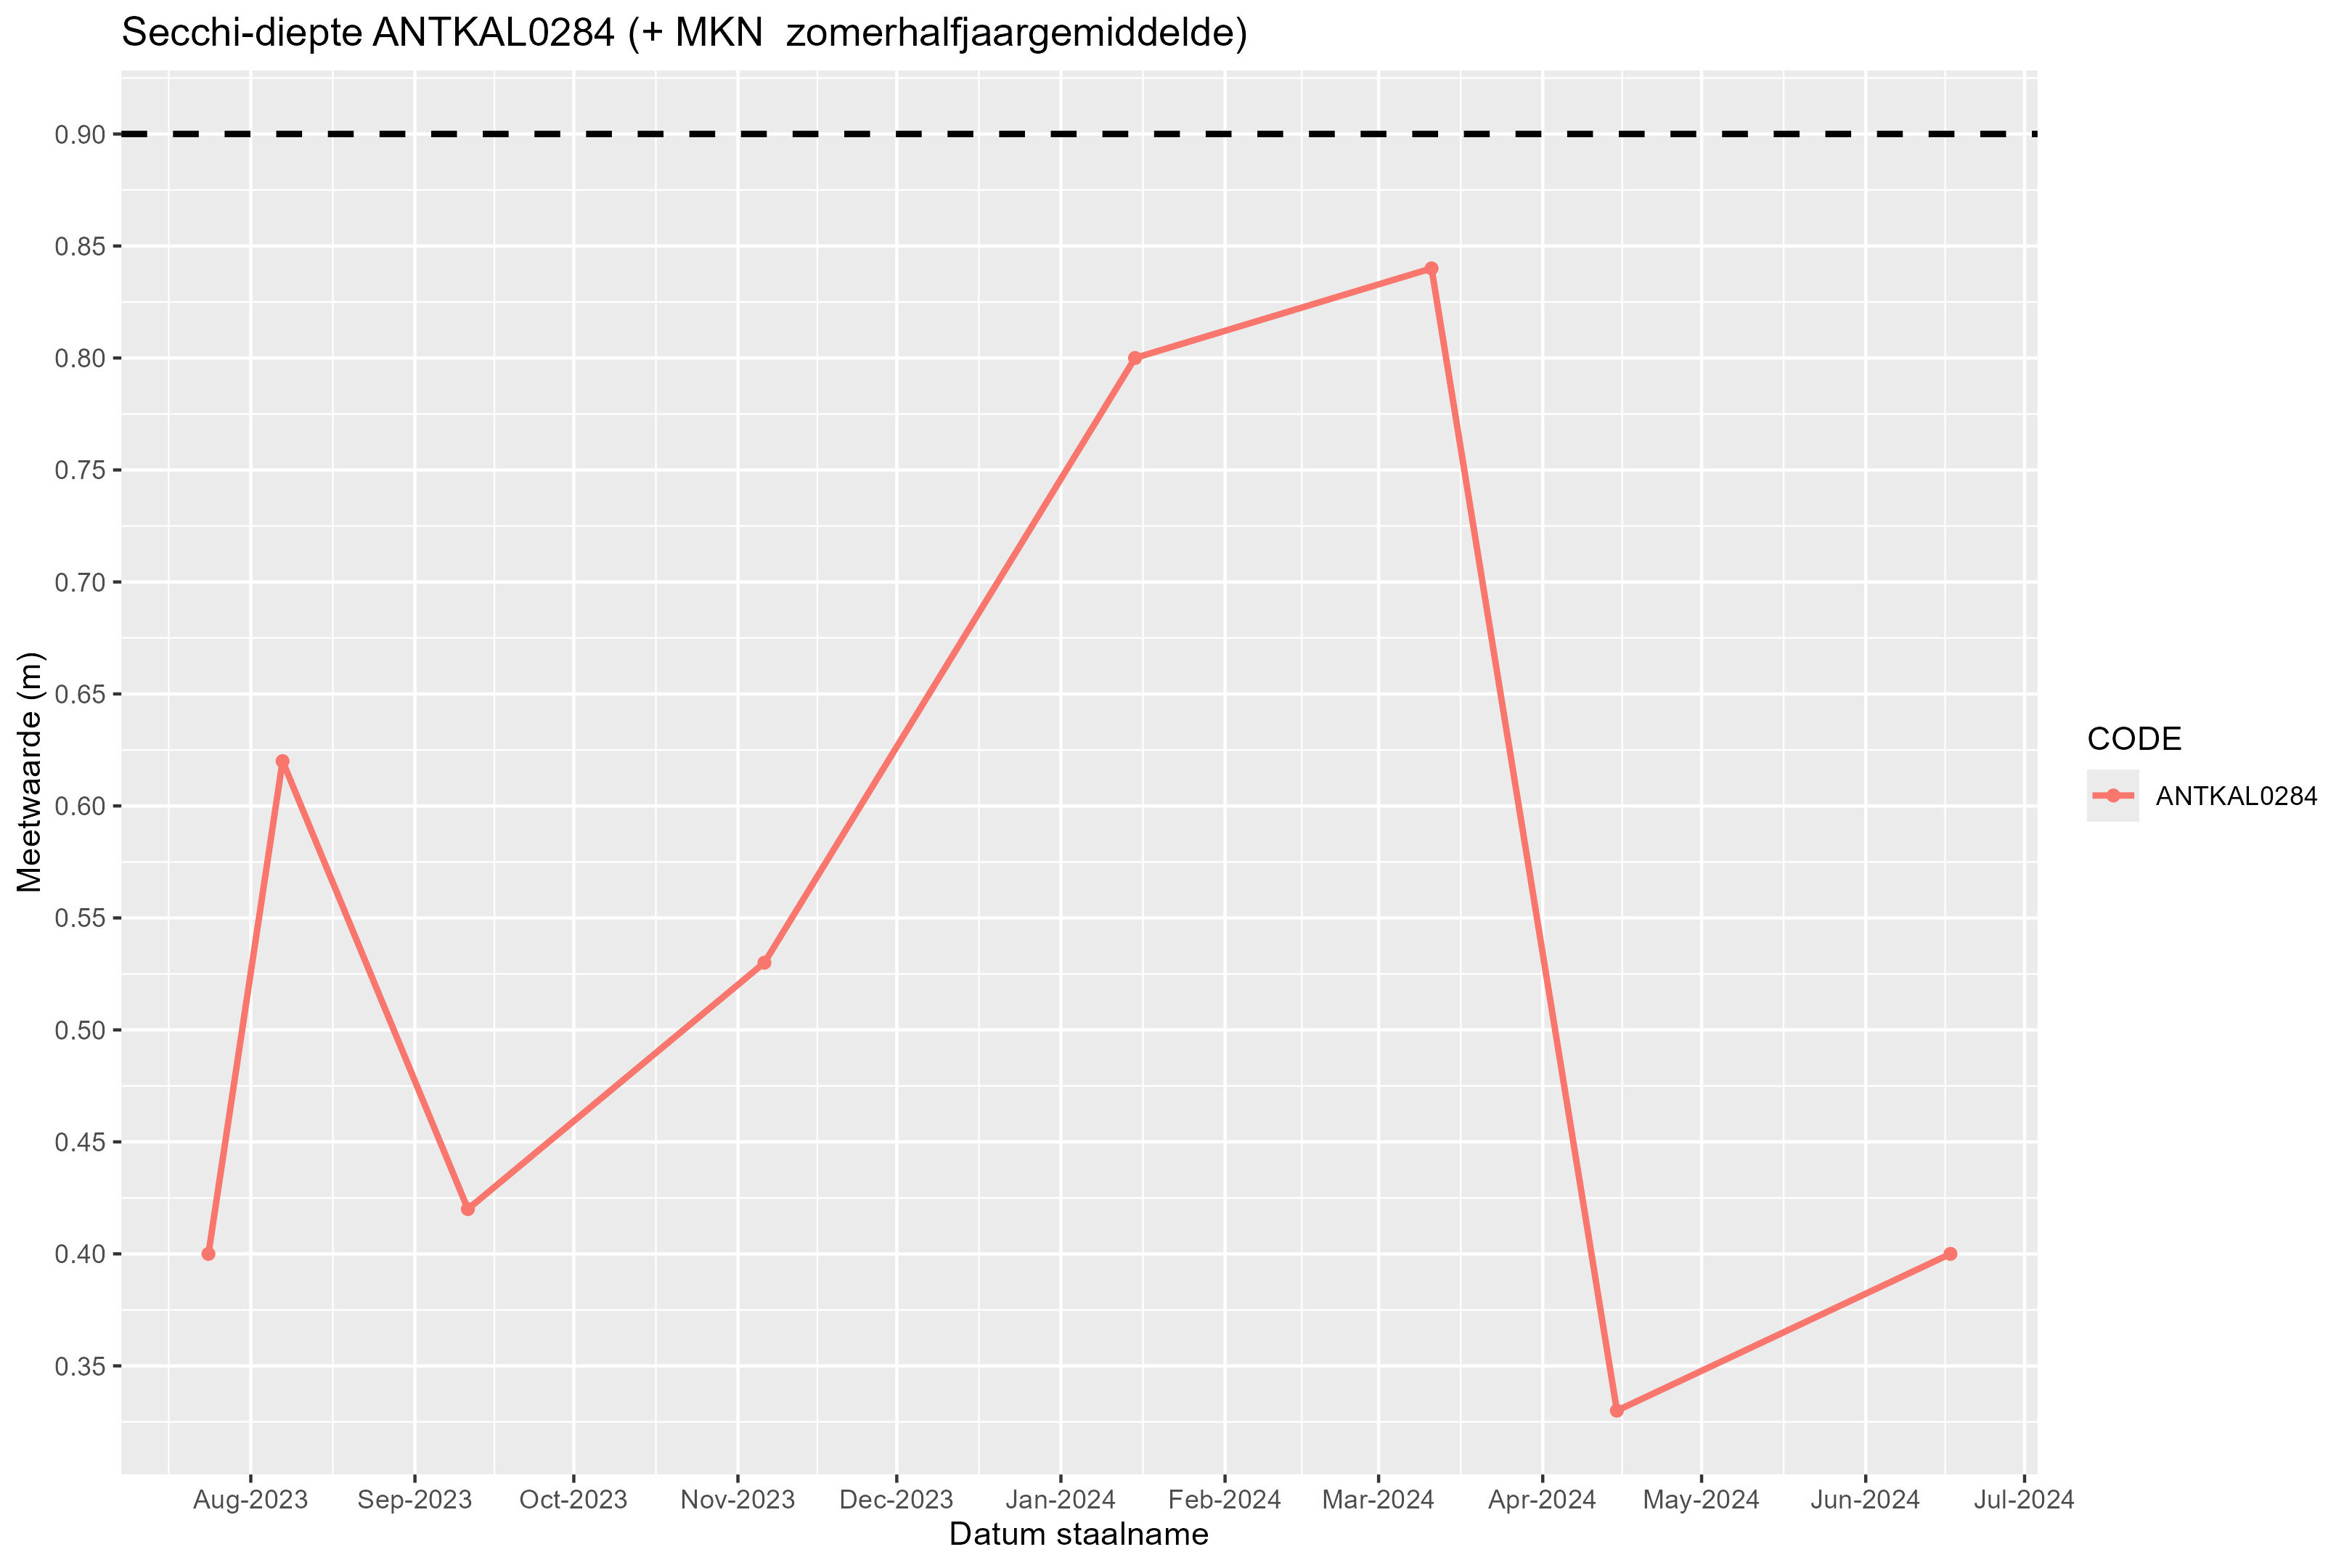 Secchi-diepte ANTKAL0284 (+ MKN  zomerhalfjaargemiddelde)
0.90
0.85
0.80
0.75
0.70
0.65
0.60
0.55
0.50
0.45
0.40
0.35
Meetwaarde (m)
Aug-2023 Sep-2023 Oct-2023 Nov-2023 Dec-2023 Jan-2024 Feb-2024 Mar-2024 Apr-2024 May-2024 Jun-2024 Jul-2024
Datum staalname
CODE
ANTKAL0284